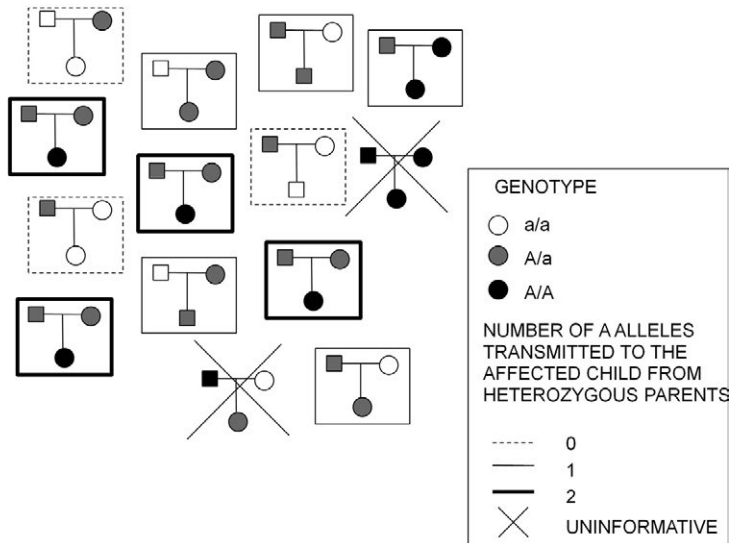 GENOTYPE
a/a
A/a
A/A
NUMBER OF A ALLELES
TRANSMITTED TO THE
AFFECTED CHILD FROM
HETEROZYGOUS PARENTS
0
1
2
UNINFORMATIVE